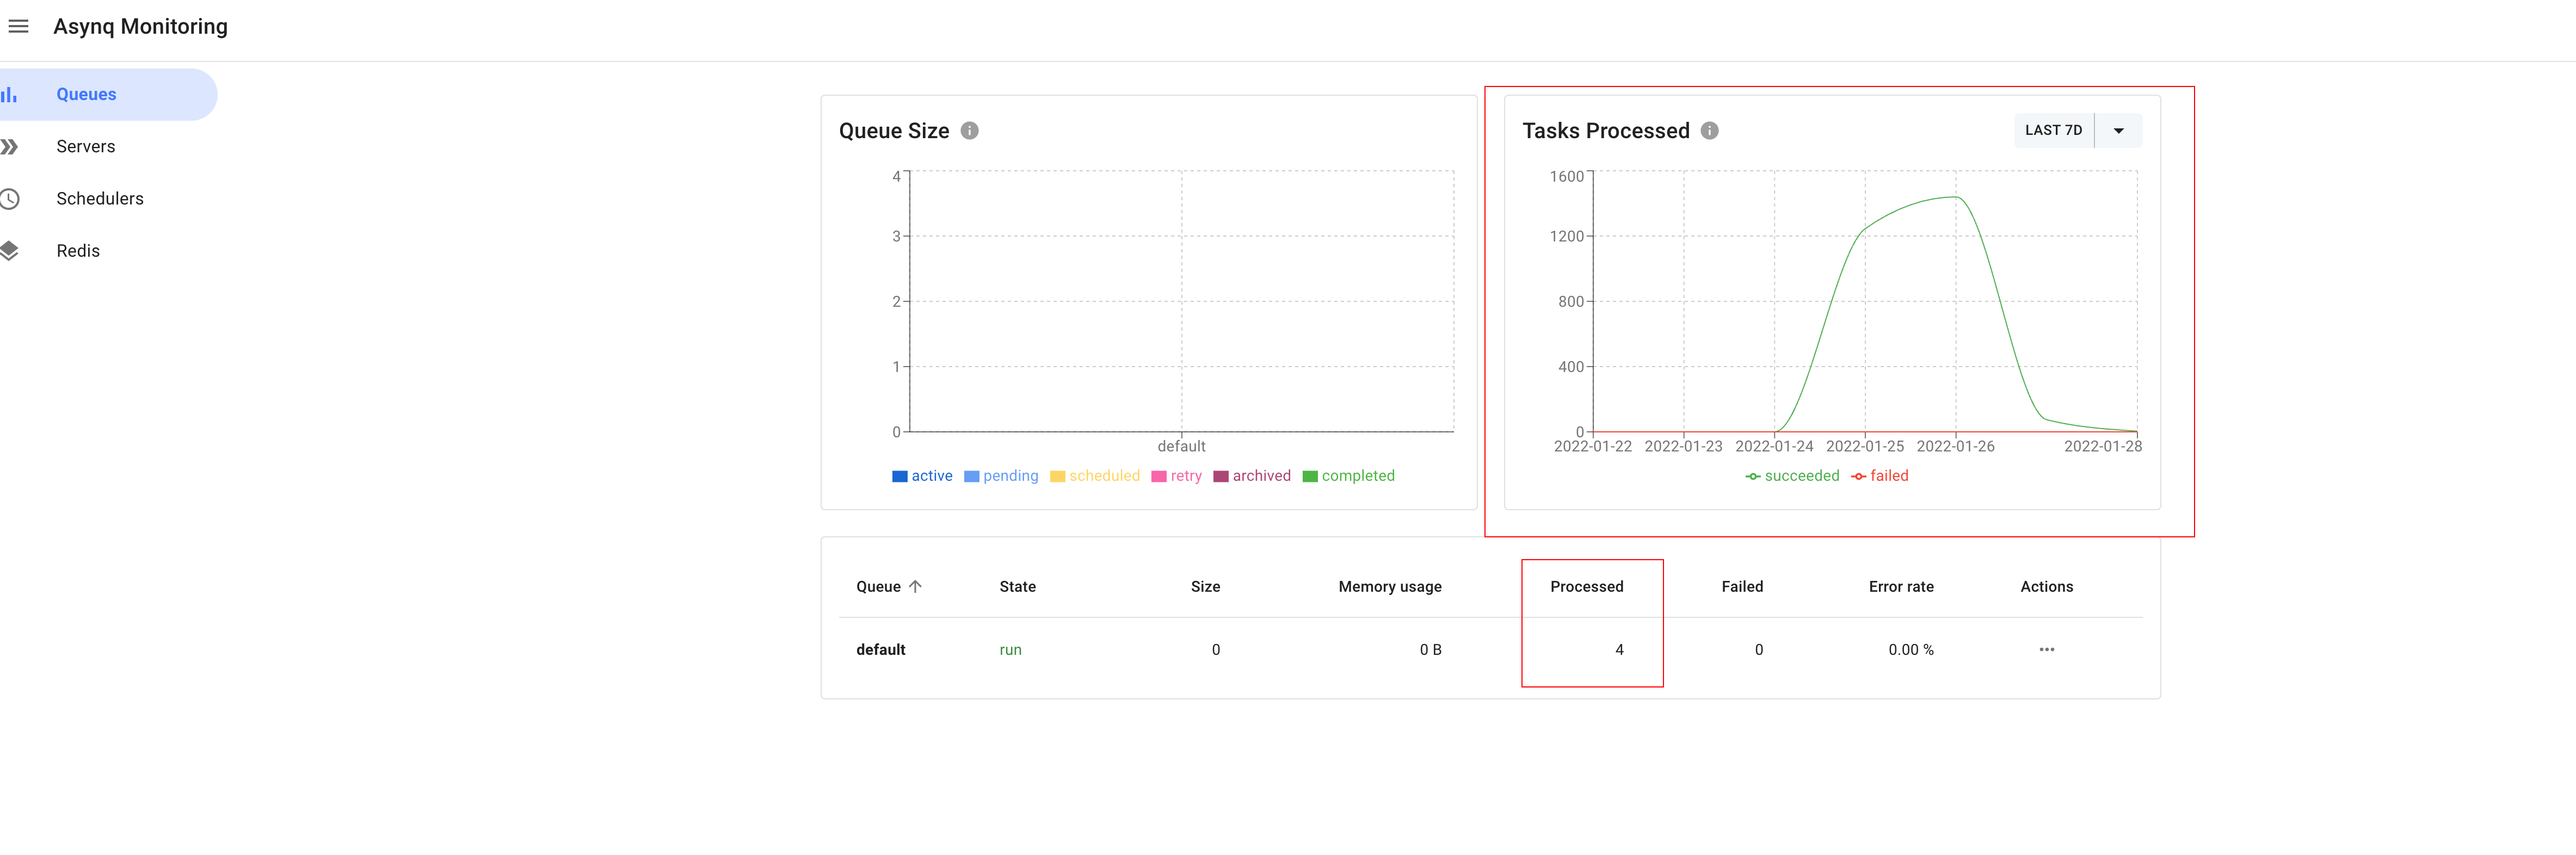 Asynq Monitoring
Queues
Servers
Schedulers
Redis
Queue Size
4
3
2
1
0
default
active pending scheduled retry archived completed
Tasks Processed
LAST 7D
1600
1200
800
400
0
2022-01-22 2022-01-23 2022-01-24 2022-01-25 2022-01-26 2022-01-28
succeeded failed
Queue State Size Memory usage Processed Failed Error rate Actions
default run 0 0 B 4 0 0.00 %